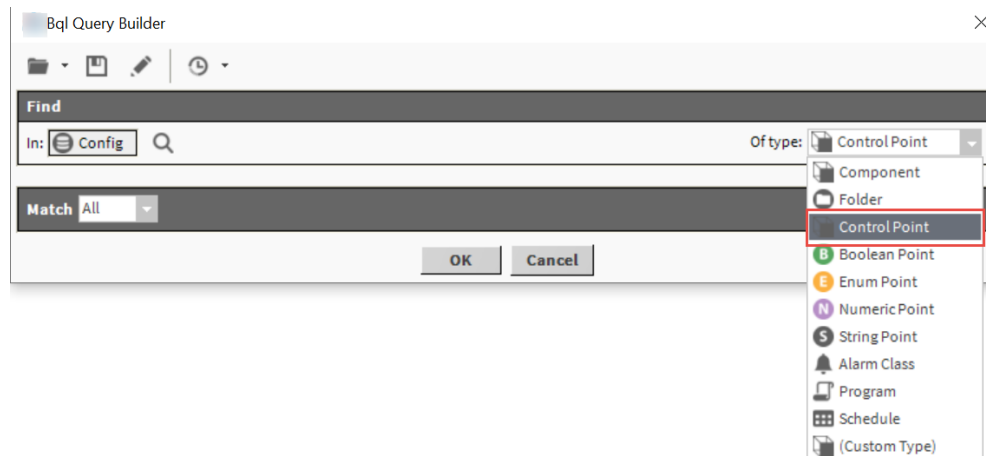 Bql Query Builder
Find
In: Config
Of type: Control Point
Component
Folder
Control Point
Match All
B Boolean Point
OK Cancel
E Enum Point
N Numeric Point
S String Point
Alarm Class
Program
Schedule
(Custom Type)